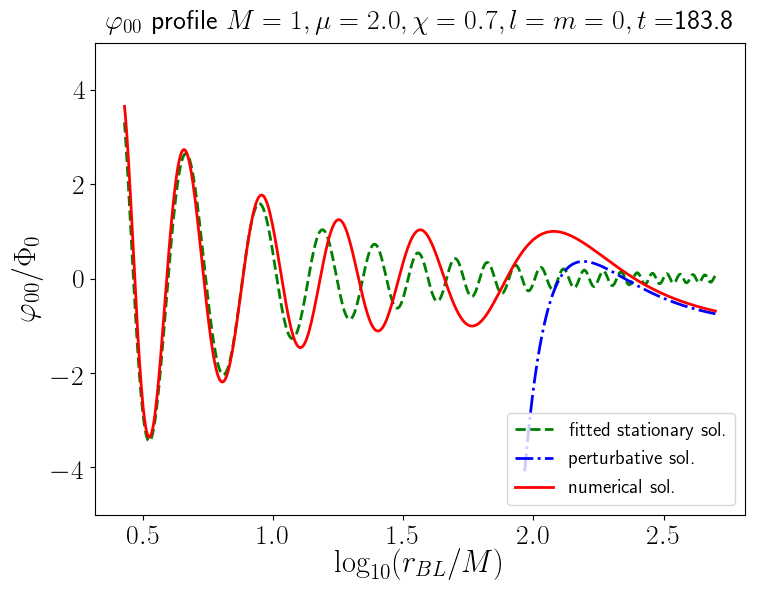 φ₀₀ profile M = 1, μ = 2.0, χ = 0.7, l = m = 0, t =183.8
φ₀₀/Φ₀
4
2
0
−2
−4
fitted stationary sol.
perturbative sol.
numerical sol.
0.5 1.0 1.5 2.0 2.5
log₁₀(r_BL/M)